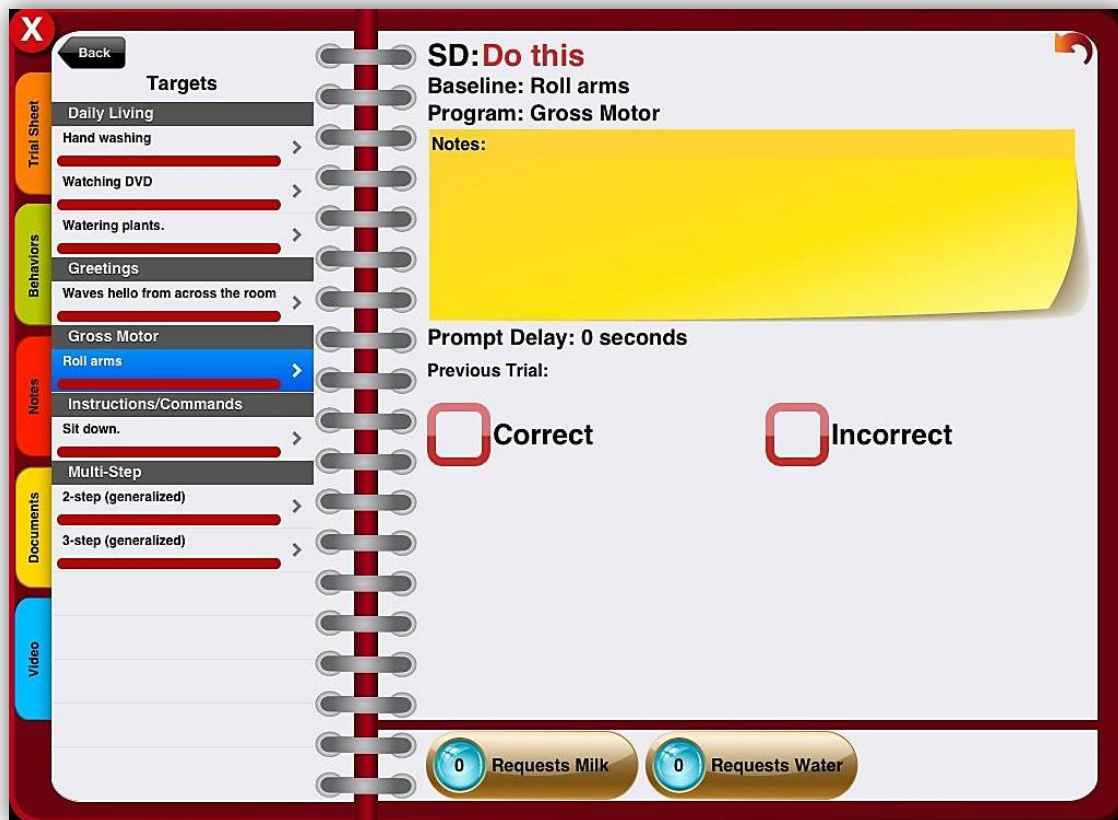 X
Back
Targets
Trial Sheet
Behaviors
Notes
Documents
Video
Daily Living
Hand washing
Watching DVD
Watering plants.
Greetings
Waves hello from across the room
Gross Motor
Roll arms
Instructions/Commands
Sit down.
Multi-Step
2-step (generalized)
3-step (generalized)
SD:Do this
Baseline: Roll arms
Program: Gross Motor
Notes:
Prompt Delay: 0 seconds
Previous Trial:
Correct
Incorrect
0 Requests Milk
0 Requests Water